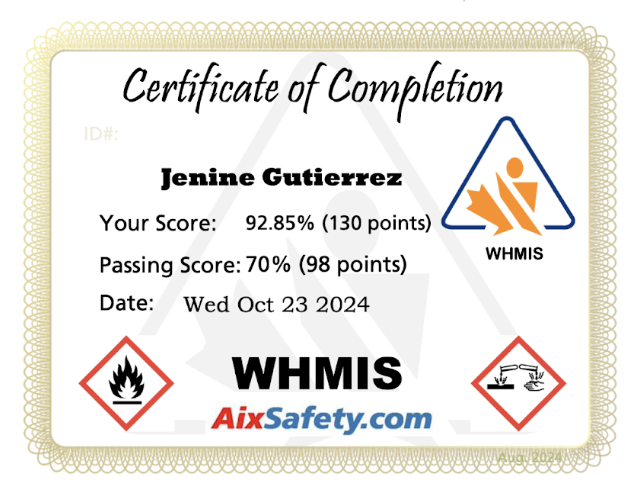 Certificate of Completion
ID#:
Jenine Gutierrez
Your Score: 92.85% (130 points)
WHMIS
Passing Score: 70% (98 points)
Date: Wed Oct 23 2024
WHMIS
AixSafety.com
Aug. 2024